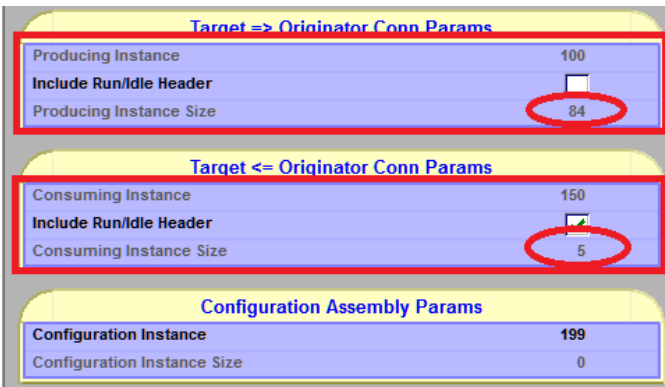 Target => Originator Conn Params
Producing Instance 100
Include Run/Idle Header
Producing Instance Size 84
Target <= Originator Conn Params
Consuming Instance 150
Include Run/Idle Header
Consuming Instance Size 5
Configuration Assembly Params
Configuration Instance 199
Configuration Instance Size 0